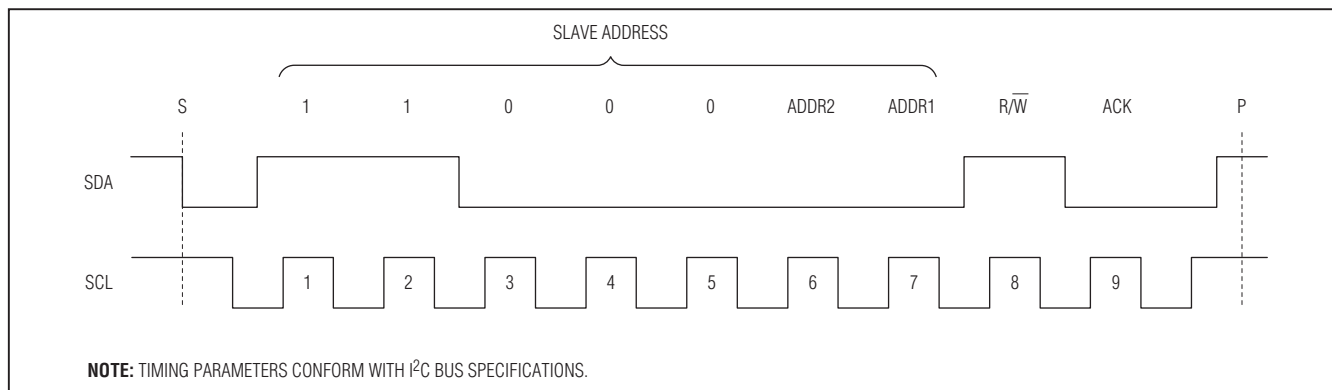 SLAVE ADDRESS
S 1 1 0 0 0 ADDR2 ADDR1 R/W̅ ACK P
SDA
SCL 1 2 3 4 5 6 7 8 9
NOTE: TIMING PARAMETERS CONFORM WITH I²C BUS SPECIFICATIONS.